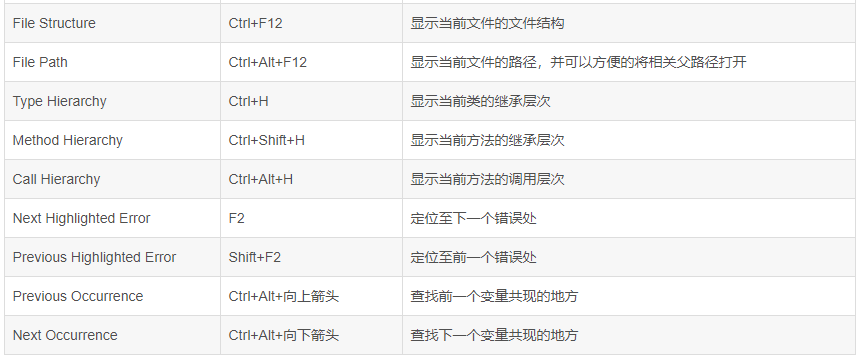 File Structure Ctrl+F12 显示当前文件的文件结构
File Path Ctrl+Alt+F12 显示当前文件的路径，并可以方便的将相关父路径打开
Type Hierarchy Ctrl+H 显示当前类的继承层次
Method Hierarchy Ctrl+Shift+H 显示当前方法的继承层次
Call Hierarchy Ctrl+Alt+H 显示当前方法的调用层次
Next Highlighted Error F2 定位至下一个错误处
Previous Highlighted Error Shift+F2 定位至前一个错误处
Previous Occurrence Ctrl+Alt+向上箭头 查找前一个变量共现的地方
Next Occurrence Ctrl+Alt+向下箭头 查找下一个变量共现的地方